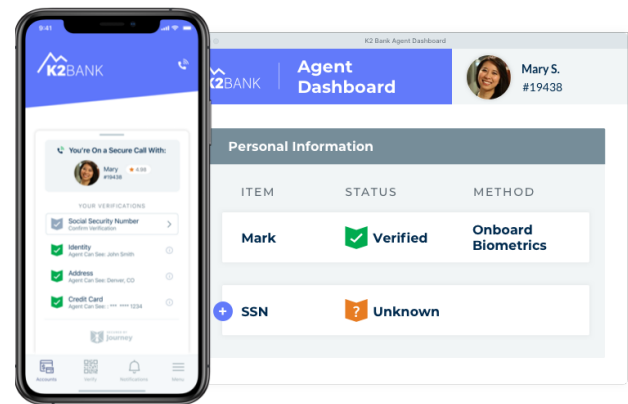 9:41
K2BANK
You're On a Secure Call With:
Mary
4.99
#19438
YOUR VERIFICATIONS
Social Security Number
Confirm Verification
Identity
Agent Can See: John Smith
Address
Agent Can See: Denver, CO
Credit Card
Agent Can See: ** **** 1234
Journey
Accounts
Verify
Notifications
Menu
K2 Bank Agent Dashboard
K2BANK
Agent
Dashboard
Mary S.
#19438
Personal Information
ITEM STATUS METHOD
Mark Verified Onboard
Biometrics
SSN ? Unknown